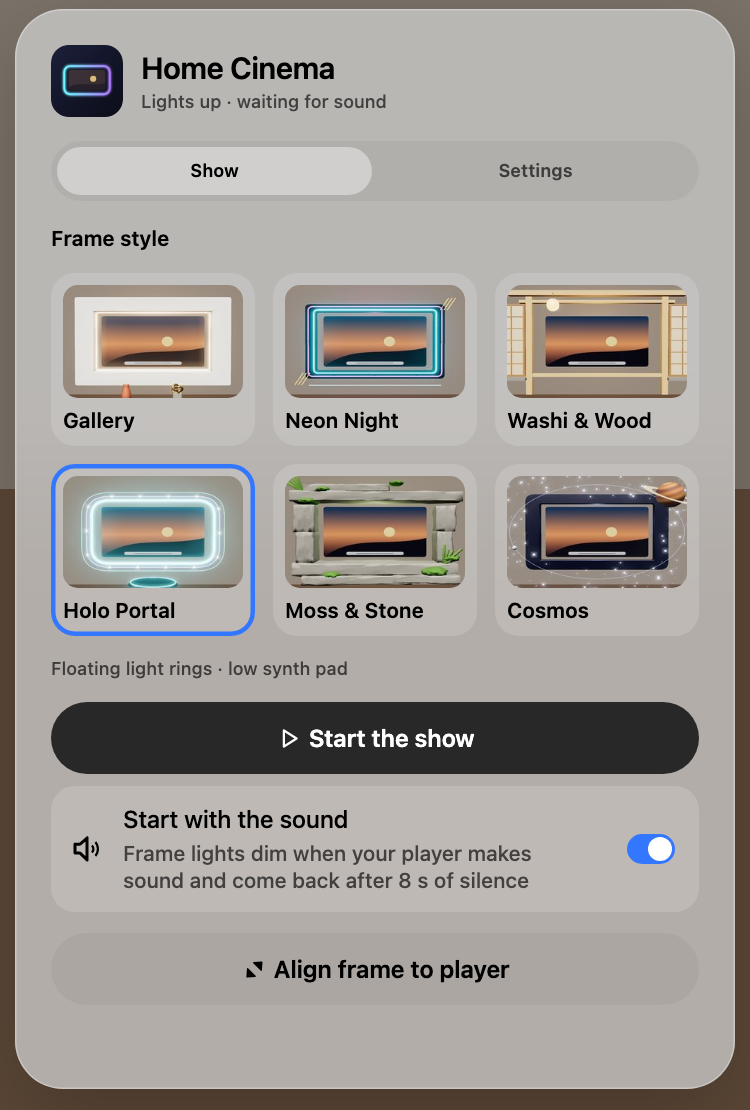 Home Cinema
Lights up · waiting for sound
Show
Settings
Frame style
Gallery
Neon Night
Washi & Wood
Holo Portal
Moss & Stone
Cosmos
Floating light rings · low synth pad
Start the show
Start with the sound
Frame lights dim when your player makes
sound and come back after 8 s of silence
Align frame to player